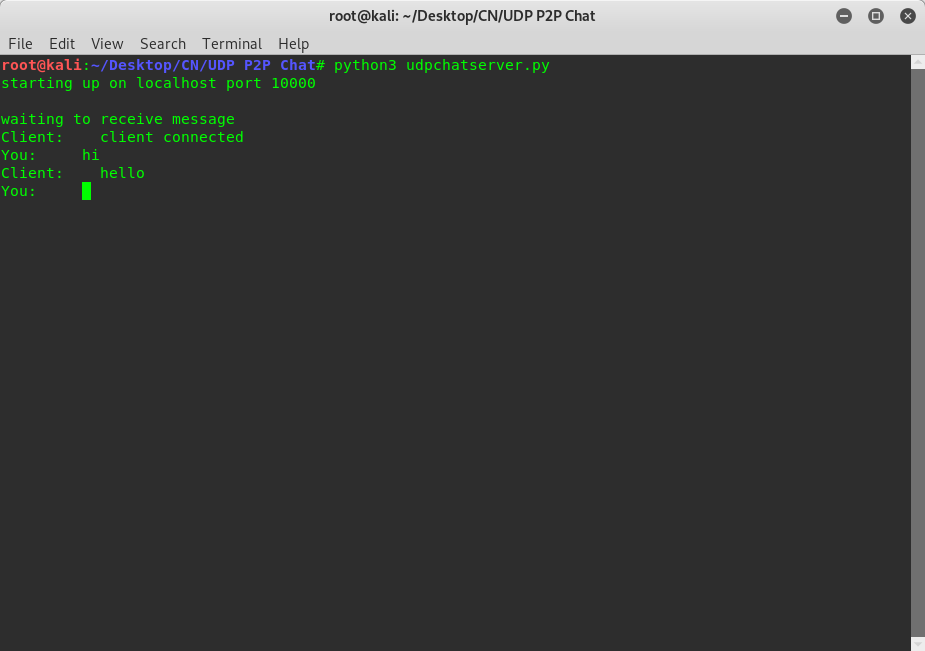 root@kali: ~/Desktop/CN/UDP P2P Chat
File Edit View Search Terminal Help
root@kali:~/Desktop/CN/UDP P2P Chat# python3 udpchatserver.py
starting up on localhost port 10000
waiting to receive message
Client:    client connected
You:     hi
Client:    hello
You: